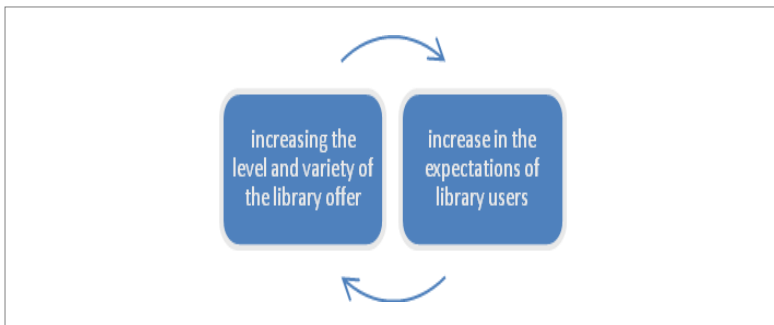 increasing the
level and variety of
the library offer
increase in the
expectations of
library users